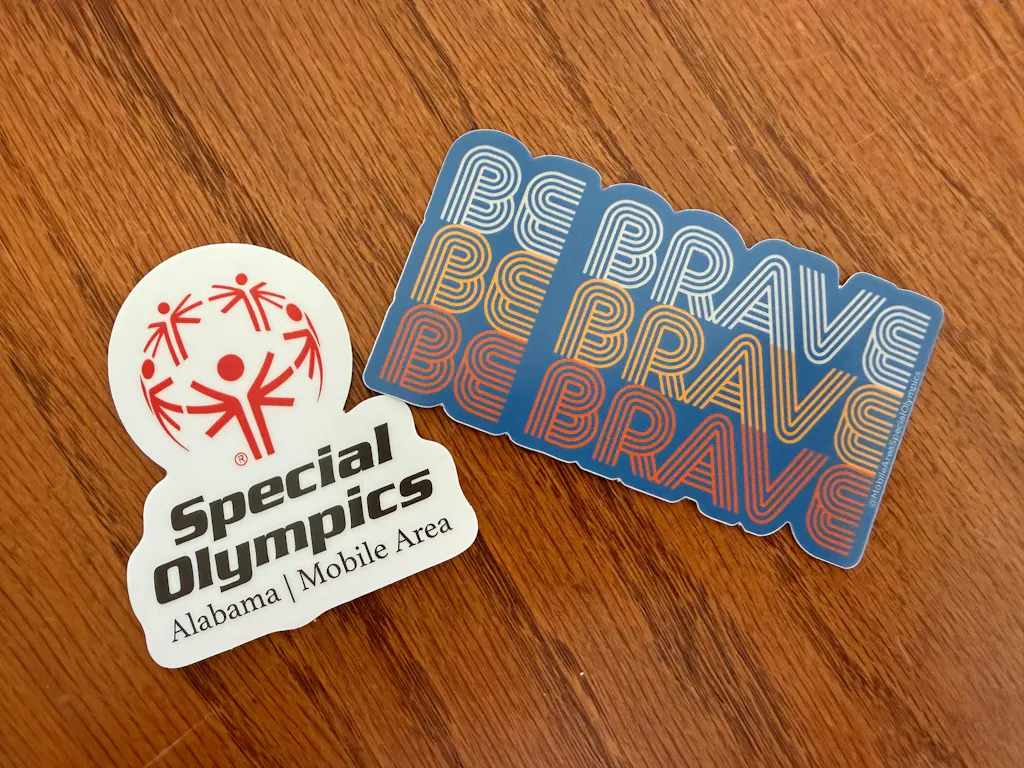 ®
Special
Olympics
Alabama | Mobile Area
BE BRAVE
BE BRAVE
BE BRAVE
@MobileAreaSpecialOlympics